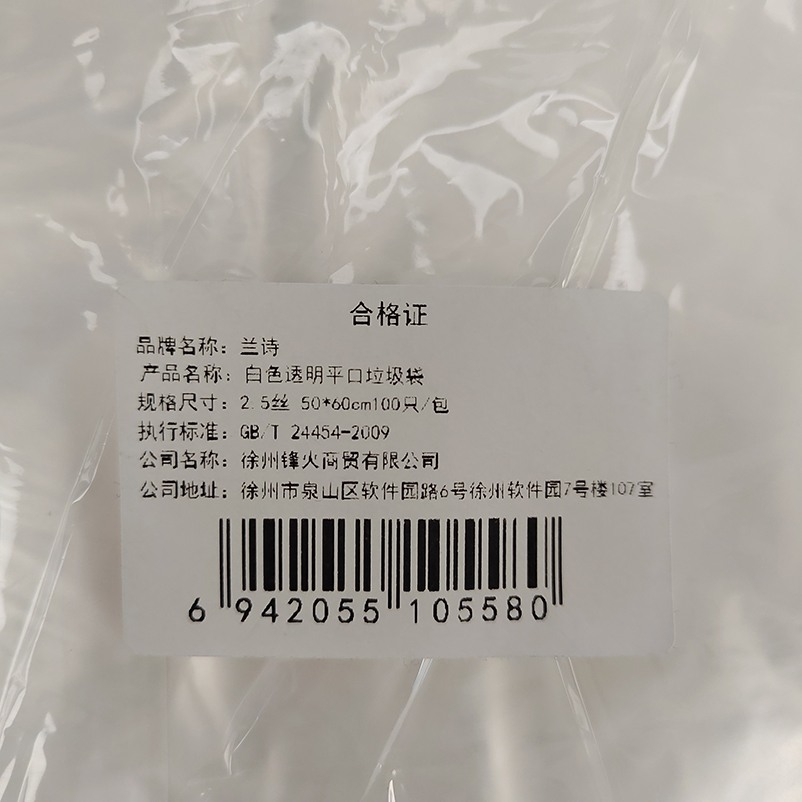 合格证
品牌名称：兰诗
产品名称：白色透明平口垃圾袋
规格尺寸：2.5丝 50*60cm100只/包
执行标准：GB/T 24454-2009
公司名称：徐州锋火商贸有限公司
公司地址：徐州市泉山区软件园路6号徐州软件园7号楼107室
6 942055 105580